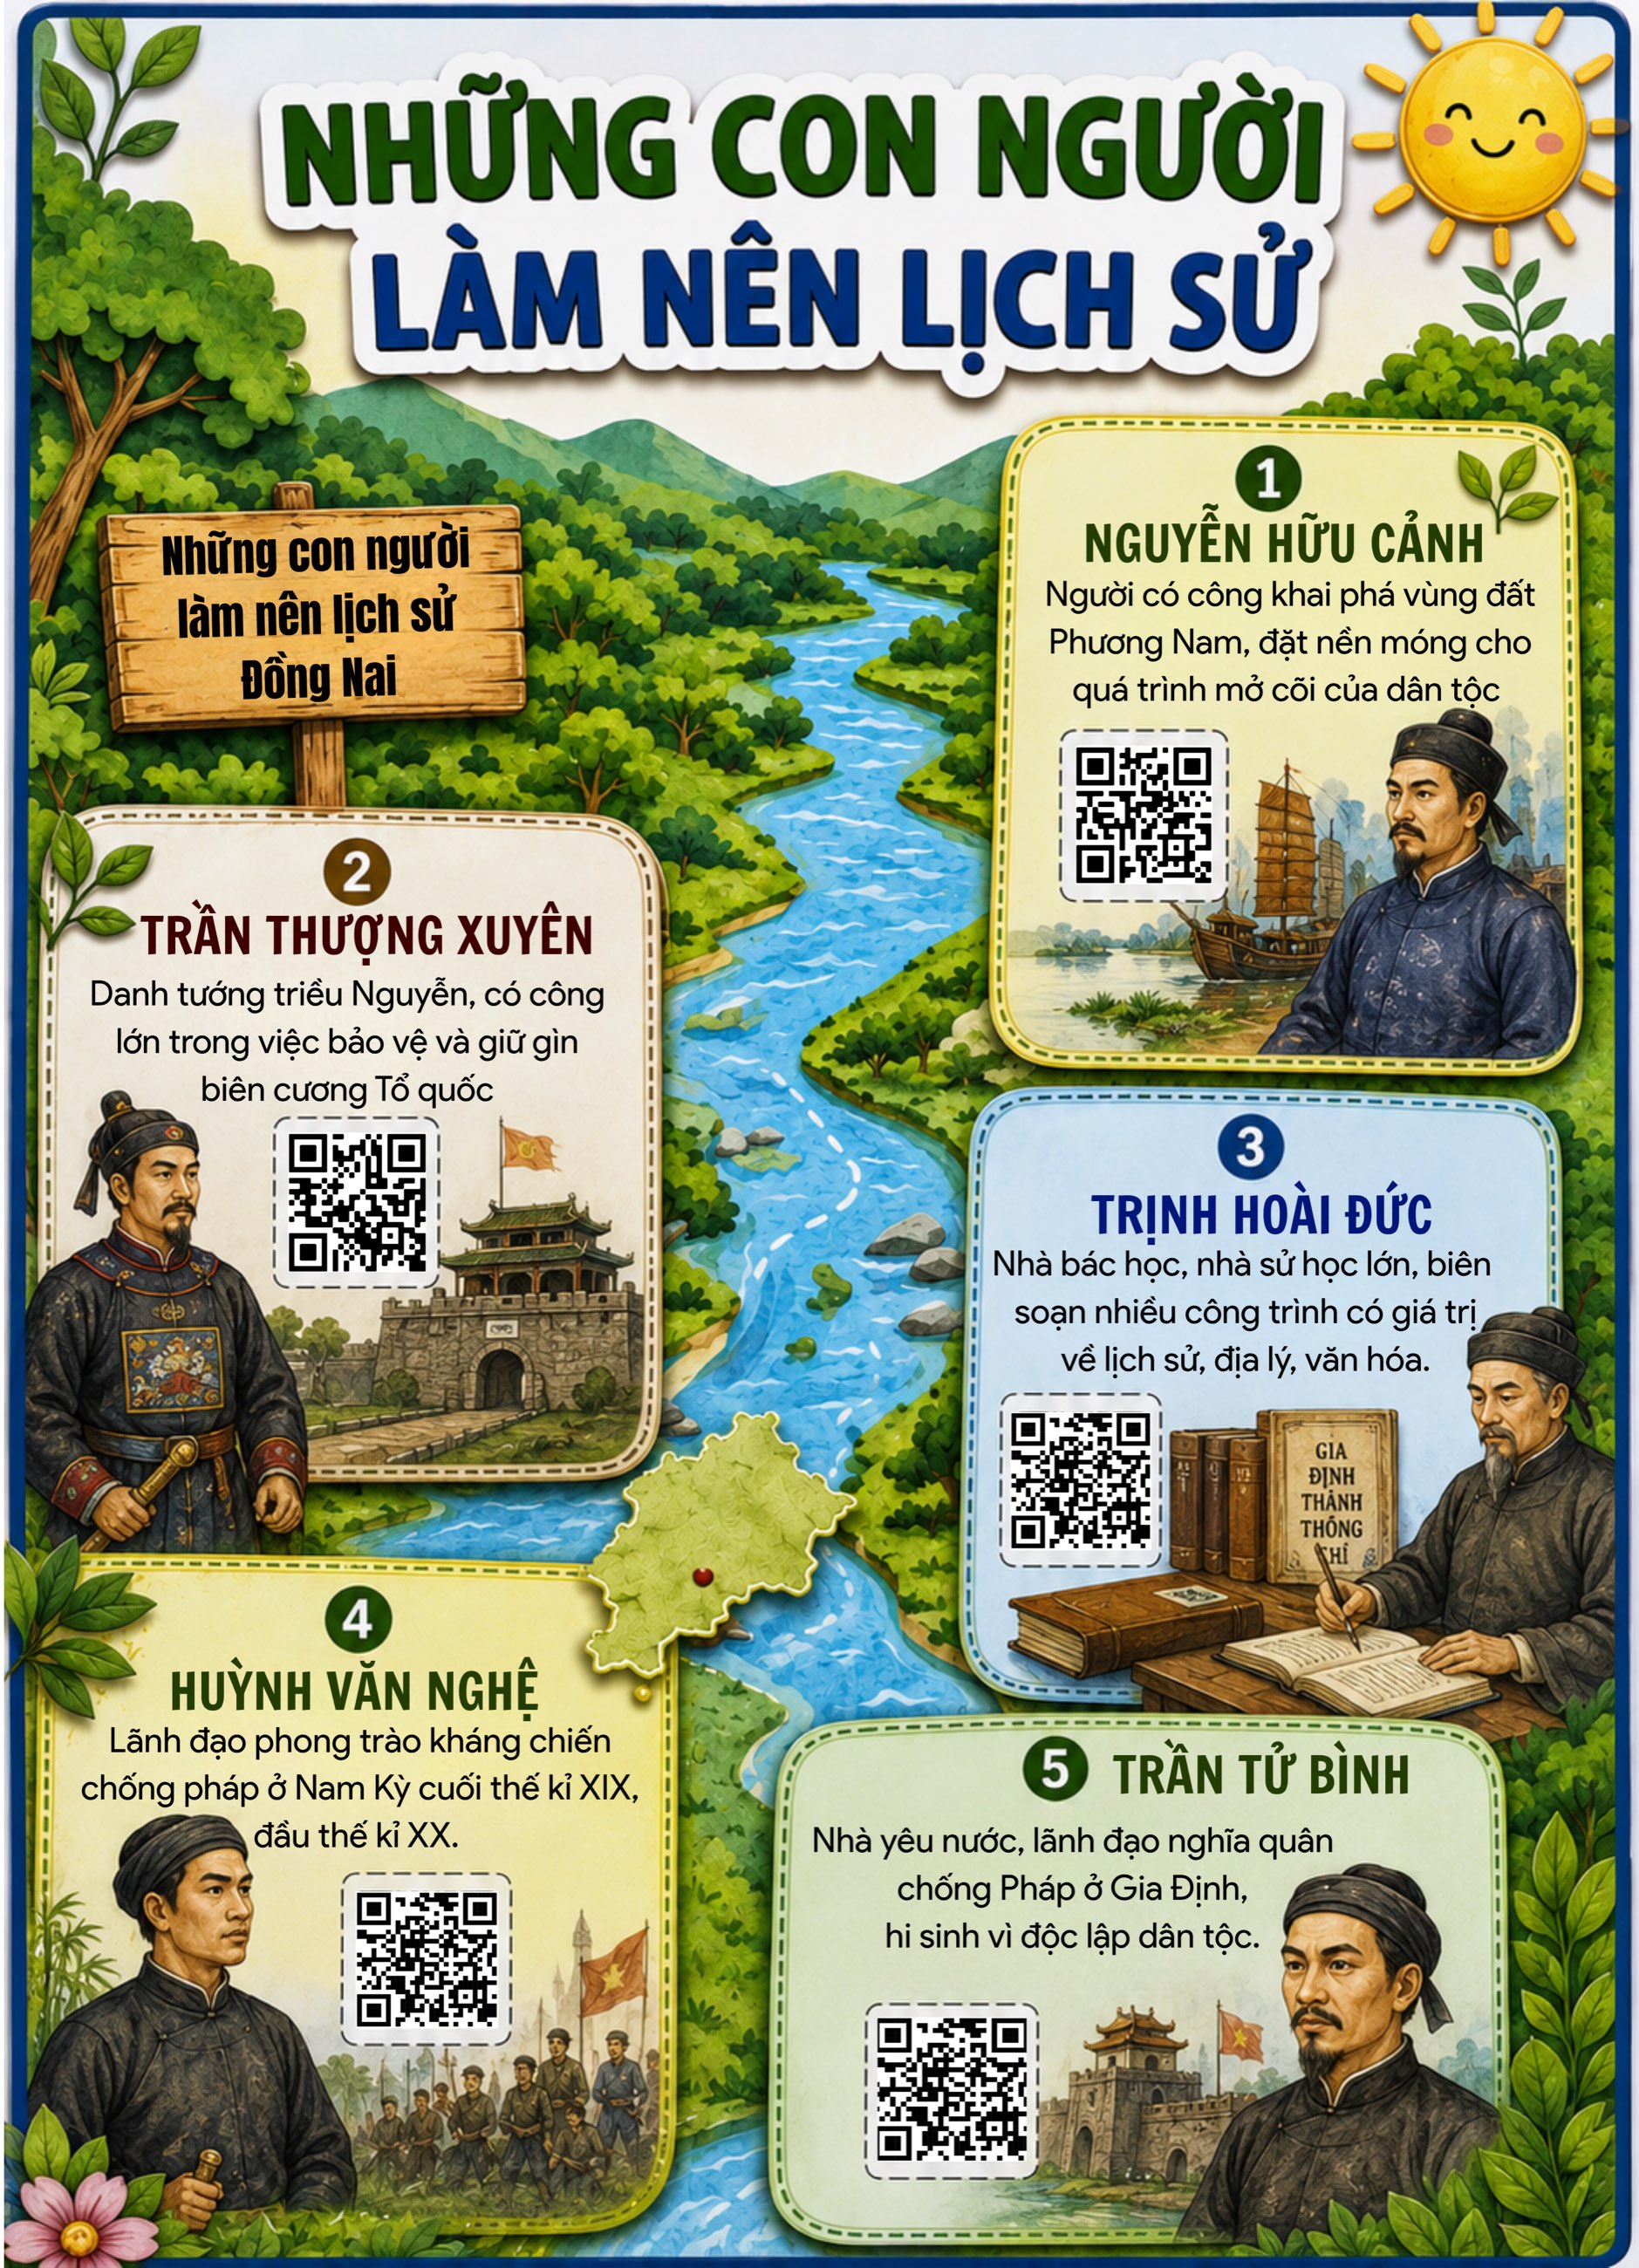 NHỮNG CON NGƯỜI
LÀM NÊN LỊCH SỬ
Những con người
làm nên lịch sử
Đồng Nai
1
NGUYỄN HỮU CẢNH
Người có công khai phá vùng đất
Phương Nam, đặt nền móng cho
quá trình mở cõi của dân tộc
2
TRẦN THƯỢNG XUYÊN
Danh tướng triều Nguyễn, có công
lớn trong việc bảo vệ và giữ gìn
biên cương Tổ quốc
3
TRỊNH HOÀI ĐỨC
Nhà bác học, nhà sử học lớn, biên
soạn nhiều công trình có giá trị
về lịch sử, địa lý, văn hóa.
GIA
ĐỊNH
THÀNH
THÔNG
CHÍ
4
HUỲNH VĂN NGHỆ
Lãnh đạo phong trào kháng chiến
chống pháp ở Nam Kỳ cuối thế kỉ XIX,
đầu thế kỉ XX.
5 TRẦN TỬ BÌNH
Nhà yêu nước, lãnh đạo nghĩa quân
chống Pháp ở Gia Định,
hi sinh vì độc lập dân tộc.